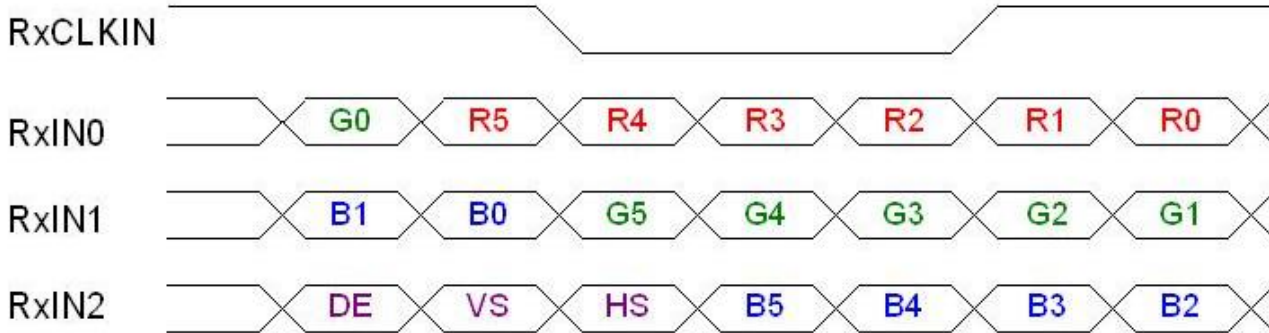 RxCLKIN
RxIN0 G0 R5 R4 R3 R2 R1 R0
RxIN1 B1 B0 G5 G4 G3 G2 G1
RxIN2 DE VS HS B5 B4 B3 B2